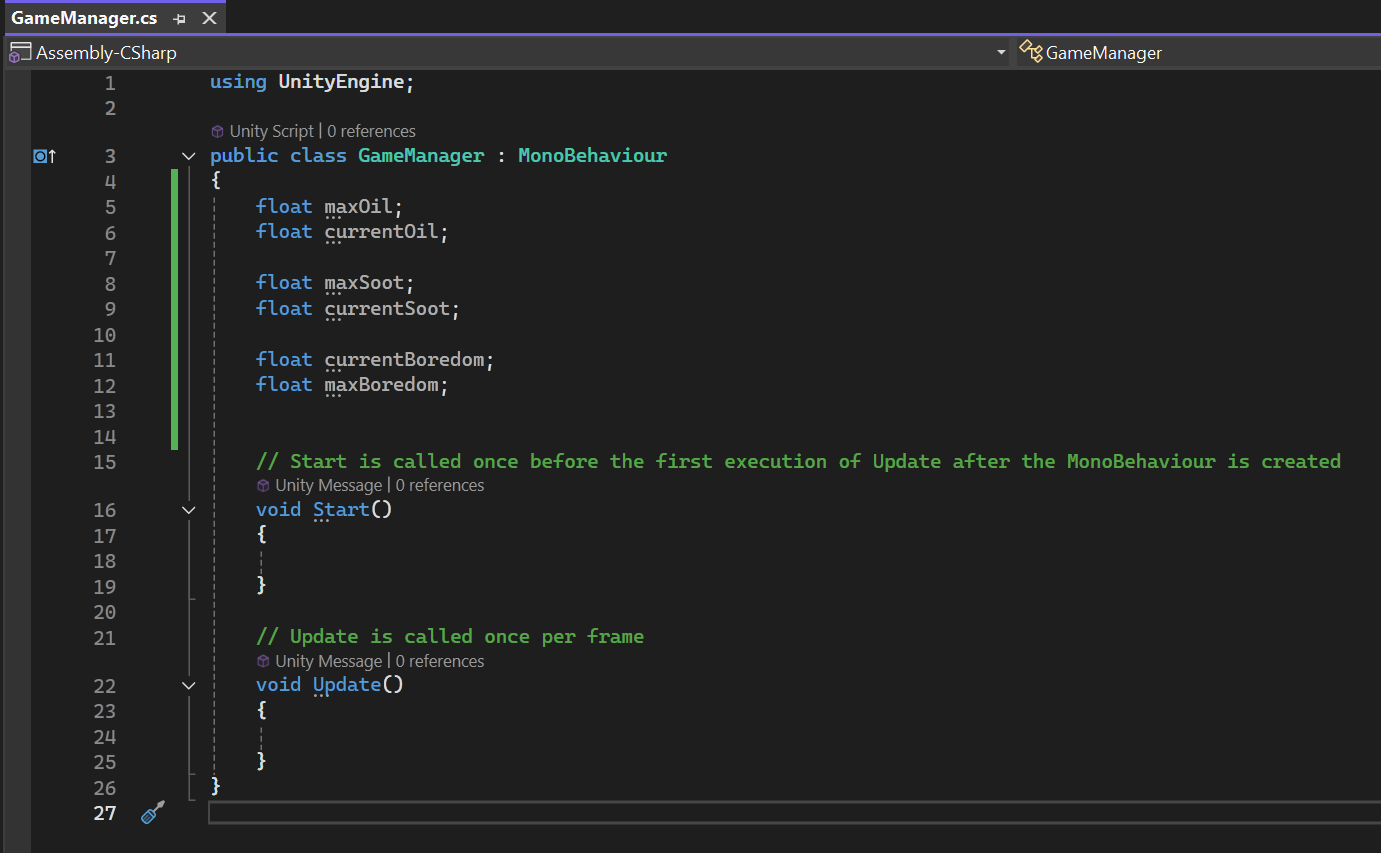 GameManager.cs
Assembly-CSharp GameManager
1 using UnityEngine;
2
Unity Script | 0 references
3 public class GameManager : MonoBehaviour
4 {
5 float maxOil;
6 float currentOil;
7
8 float maxSoot;
9 float currentSoot;
10
11 float currentBoredom;
12 float maxBoredom;
13
14
15 // Start is called once before the first execution of Update after the MonoBehaviour is created
Unity Message | 0 references
16 void Start()
17 {
18
19 }
20
21 // Update is called once per frame
Unity Message | 0 references
22 void Update()
23 {
24
25 }
26 }
27